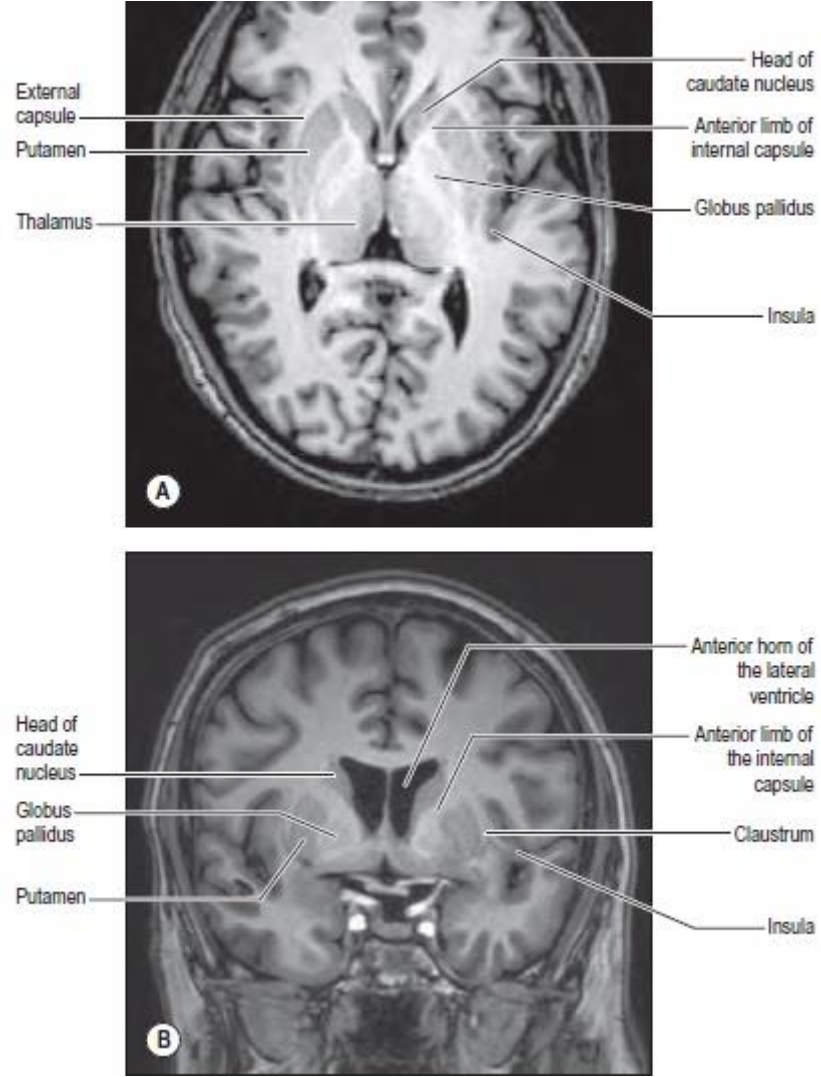 External
capsule
Putamen
Thalamus
Head of
caudate nucleus
Anterior limb of
internal capsule
Globus pallidus
Insula
A
Head of
caudate
nucleus
Globus
pallidus
Putamen
Anterior horn of
the lateral
ventricle
Anterior limb of
the internal
capsule
Claustrum
Insula
B